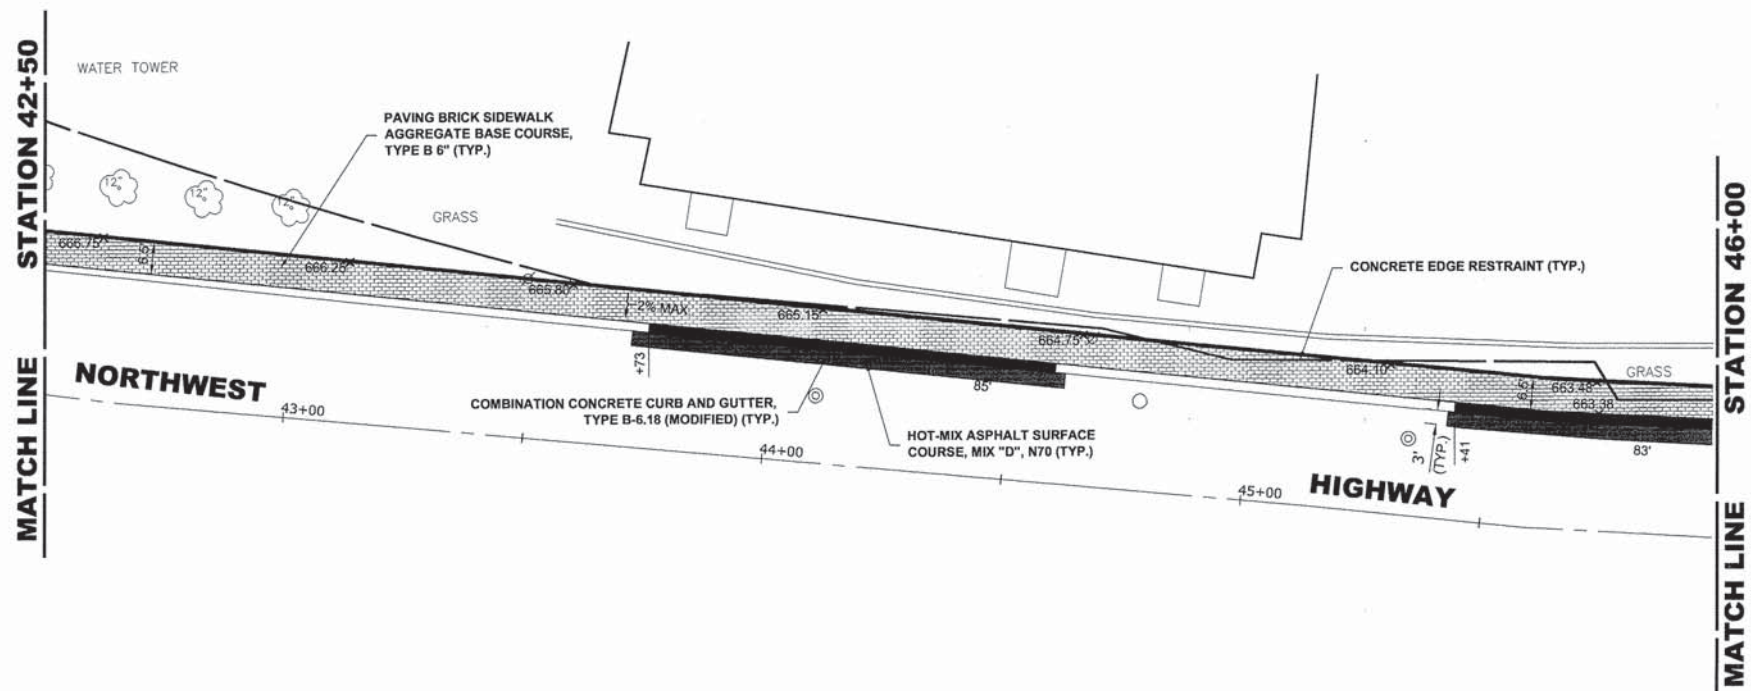 STATION 42+50
MATCH LINE
WATER TOWER
PAVING BRICK SIDEWALK
AGGREGATE BASE COURSE,
TYPE B 6" (TYP.)
12"
12"
12"
GRASS
666.75
6.5'
666.25
665.80
2% MAX
665.15
664.75
664.10
663.48
663.38
6.5'
CONCRETE EDGE RESTRAINT (TYP.)
GRASS
+73
85'
COMBINATION CONCRETE CURB AND GUTTER,
TYPE B-6.18 (MODIFIED) (TYP.)
HOT-MIX ASPHALT SURFACE
COURSE, MIX "D", N70 (TYP.)
3'
(TYP.)
+41
83'
NORTHWEST
HIGHWAY
43+00
44+00
45+00
STATION 46+00
MATCH LINE